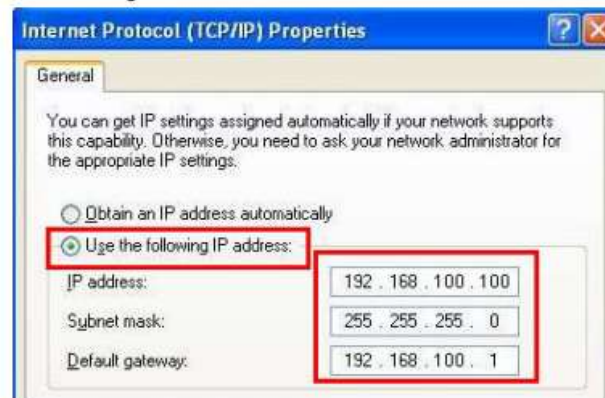 Internet Protocol (TCP/IP) Properties
General
You can get IP settings assigned automatically if your network supports
this capability. Otherwise, you need to ask your network administrator for
the appropriate IP settings.
Obtain an IP address automatically
Use the following IP address:
IP address: 192 . 168 . 100 . 100
Subnet mask: 255 . 255 . 255 . 0
Default gateway: 192 . 168 . 100 . 1